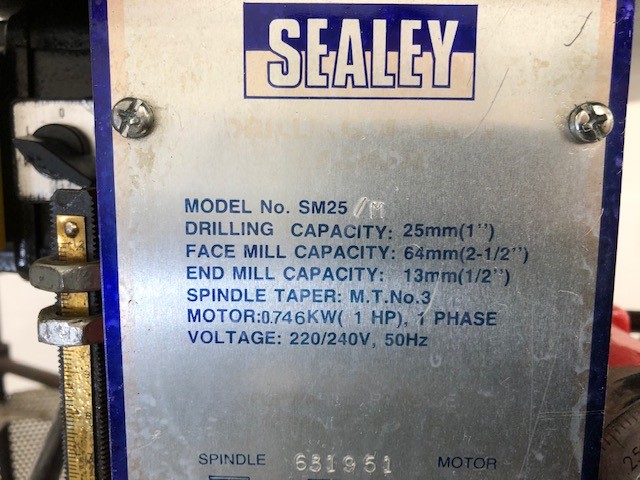 SEALEY
0
MODEL No. SM25 /M
DRILLING CAPACITY: 25mm(1'')
FACE MILL CAPACITY: 64mm(2-1/2'')
END MILL CAPACITY: 13mm(1/2'')
SPINDLE TAPER: M.T.No.3
MOTOR:0.746KW( 1 HP), 1 PHASE
VOLTAGE: 220/240V, 50Hz
SPINDLE 631951 MOTOR